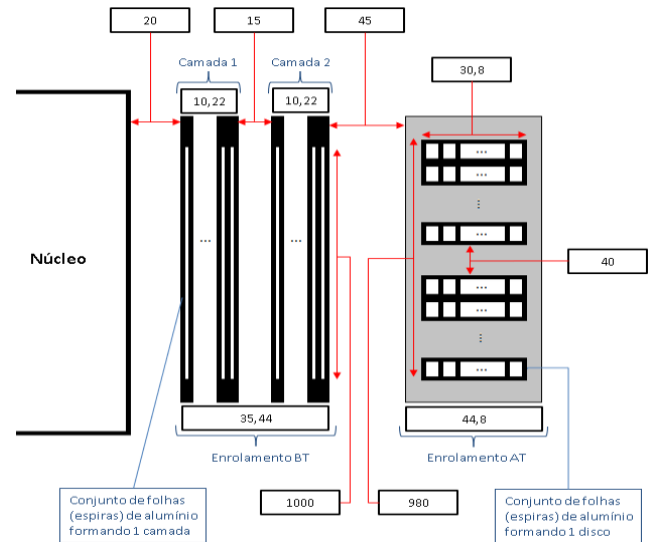 20
15
45
Camada 1
Camada 2
30,8
10,22
10,22
...
...
...
Núcleo
...
...
...
40
...
...
...
...
35,44
44,8
Enrolamento BT
Enrolamento AT
1000
980
Conjunto de folhas
(espiras) de alumínio
formando 1 camada
Conjunto de folhas
(espiras) de alumínio
formando 1 disco